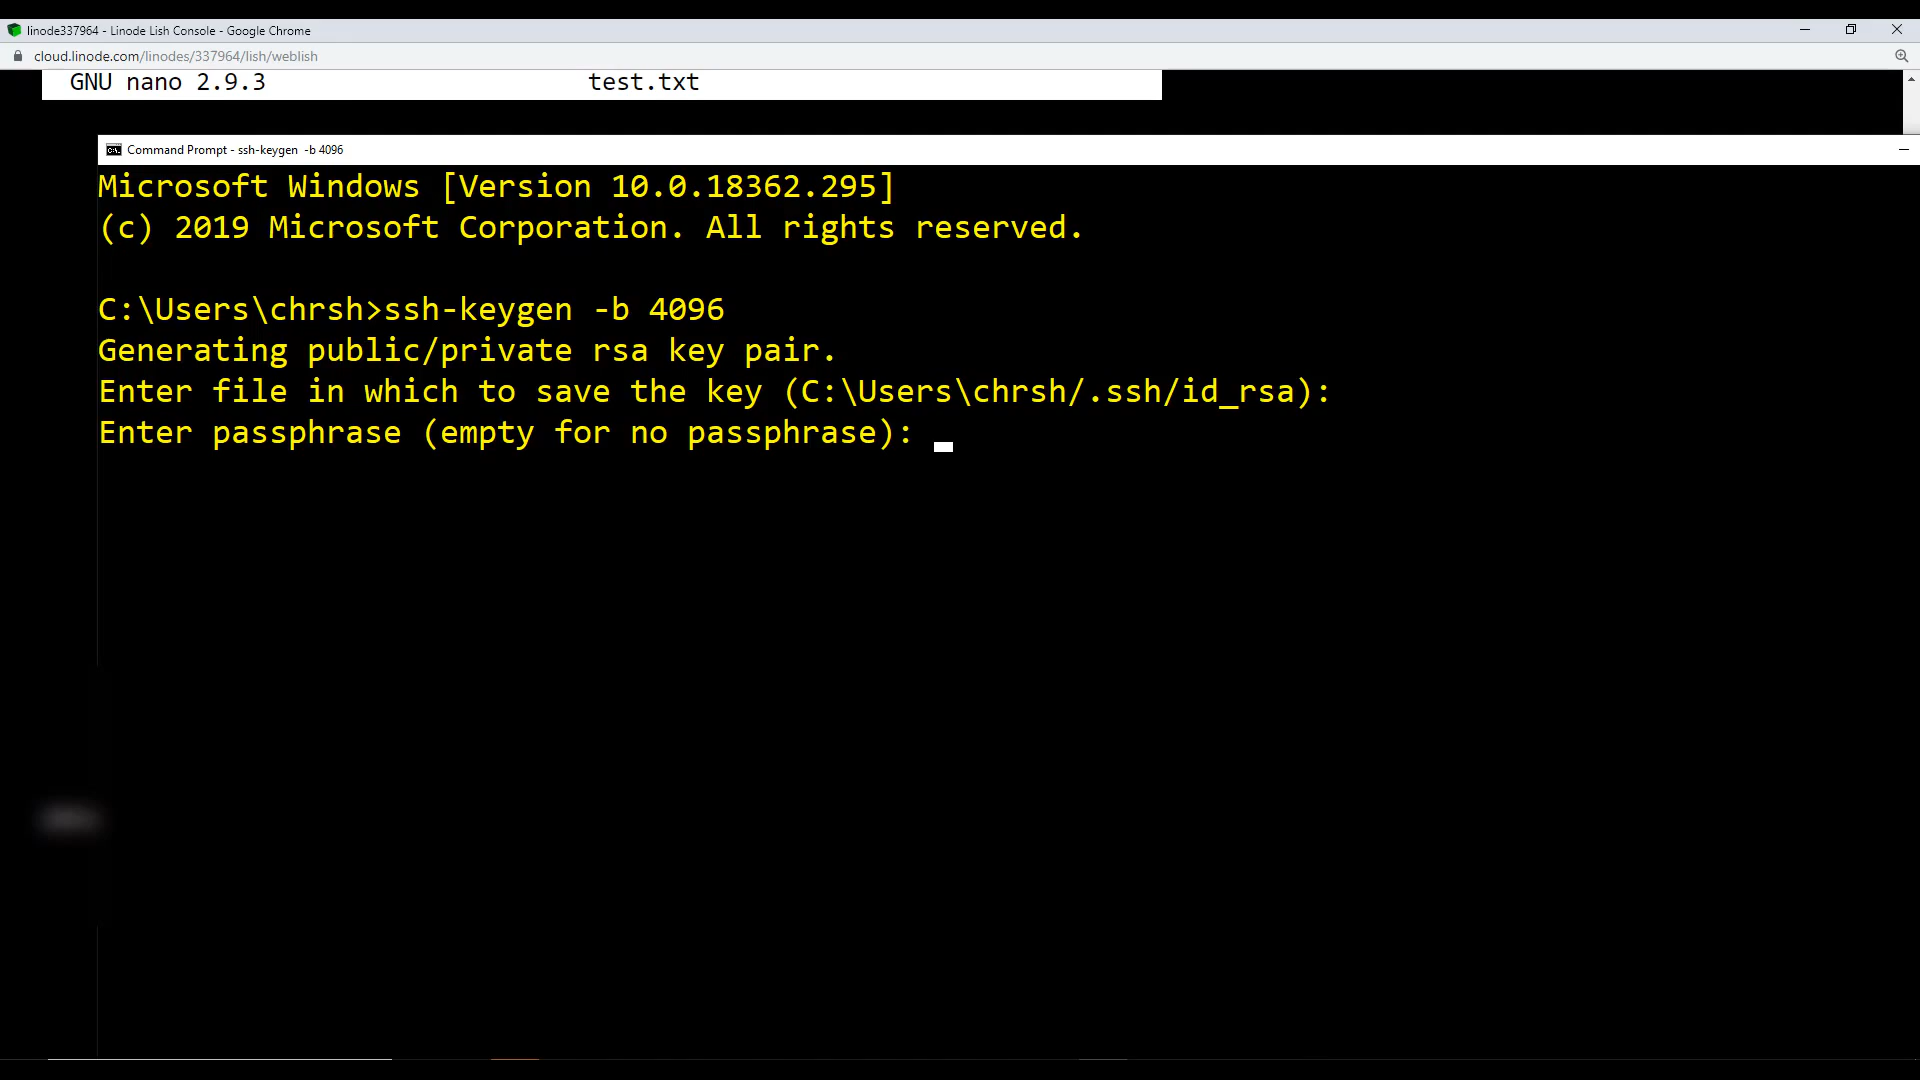 linode337964 - Linode Lish Console - Google Chrome
cloud.linode.com/linodes/337964/lish/weblish
GNU nano 2.9.3 test.txt
Command Prompt - ssh-keygen -b 4096
Microsoft Windows [Version 10.0.18362.295]
(c) 2019 Microsoft Corporation. All rights reserved.
C:\Users\chrsh>ssh-keygen -b 4096
Generating public/private rsa key pair.
Enter file in which to save the key (C:\Users\chrsh/.ssh/id_rsa):
Enter passphrase (empty for no passphrase):